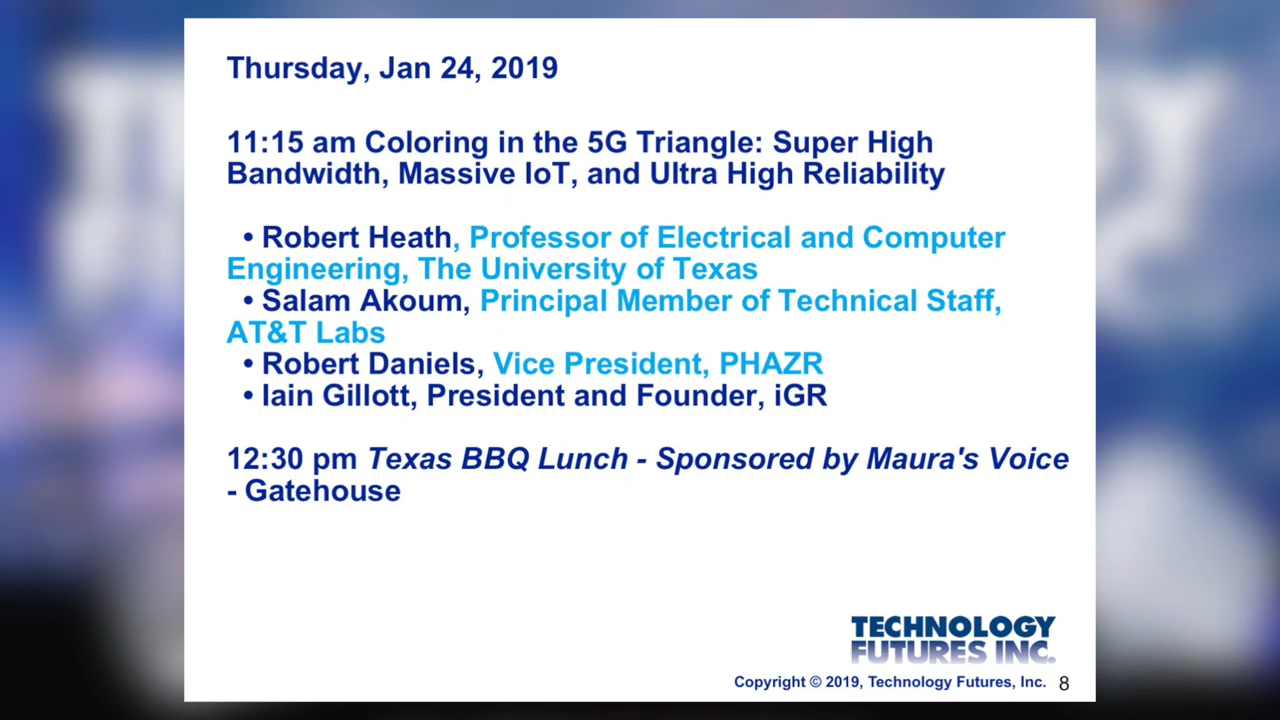 Thursday, Jan 24, 2019
11:15 am Coloring in the 5G Triangle: Super High
Bandwidth, Massive IoT, and Ultra High Reliability
• Robert Heath, Professor of Electrical and Computer
Engineering, The University of Texas
• Salam Akoum, Principal Member of Technical Staff,
AT&T Labs
• Robert Daniels, Vice President, PHAZR
• Iain Gillott, President and Founder, iGR
12:30 pm Texas BBQ Lunch - Sponsored by Maura's Voice
- Gatehouse
TECHNOLOGY
FUTURES INC.
Copyright © 2019, Technology Futures, Inc. 8